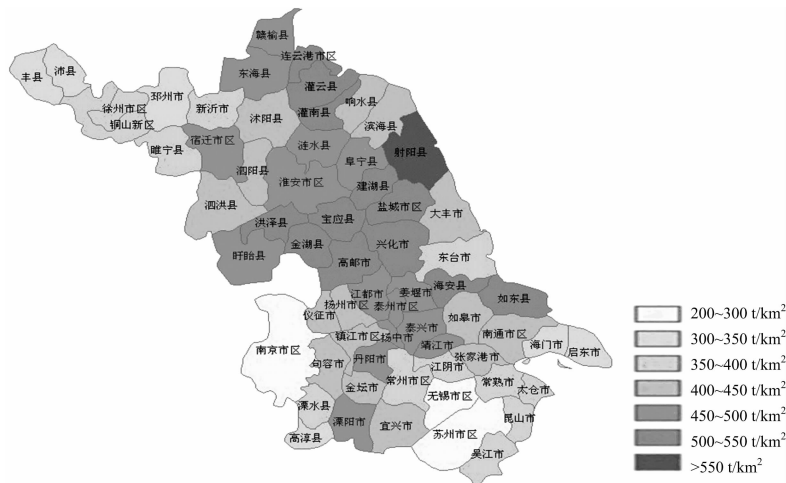 赣榆县
连云港市区
丰县
沛县
东海县
灌云县
邳州市
徐州市区
新沂市
沭阳县
灌南县
响水县
铜山新区
滨海县
睢宁县
宿迁市区
涟水县
射阳县
泗阳县
阜宁县
淮安市区
建湖县
泗洪县
盐城市区
大丰市
洪泽县
宝应县
盱眙县
金湖县
兴化市
东台市
高邮市
海安县
江都市
姜堰市
如东县
扬州市区
泰州市区
仪征市
如皋市
镇江市区
扬中市
泰兴市
南通市区
南京市区
靖江市
海门市
启东市
丹阳市
张家港市
句容市
江阴市
常州市区
金坛市
常熟市
太仓市
无锡市区
溧水县
溧阳市
宜兴市
昆山市
苏州市区
高淳县
吴江市
200~300 t/km²
300~350 t/km²
350~400 t/km²
400~450 t/km²
450~500 t/km²
500~550 t/km²
>550 t/km²